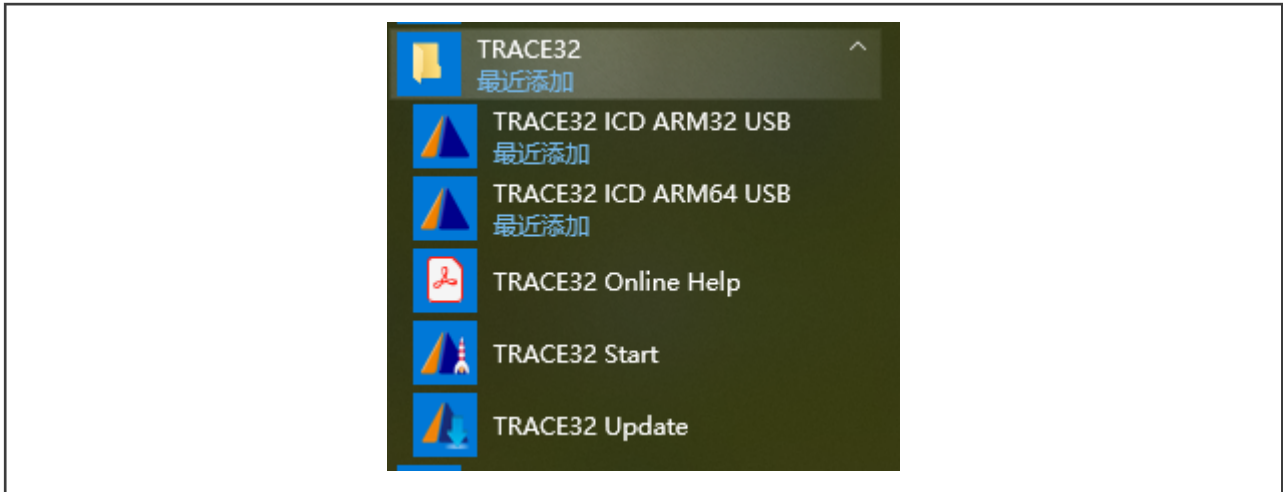 TRACE32
最近添加
TRACE32 ICD ARM32 USB
最近添加
TRACE32 ICD ARM64 USB
最近添加
TRACE32 Online Help
TRACE32 Start
TRACE32 Update